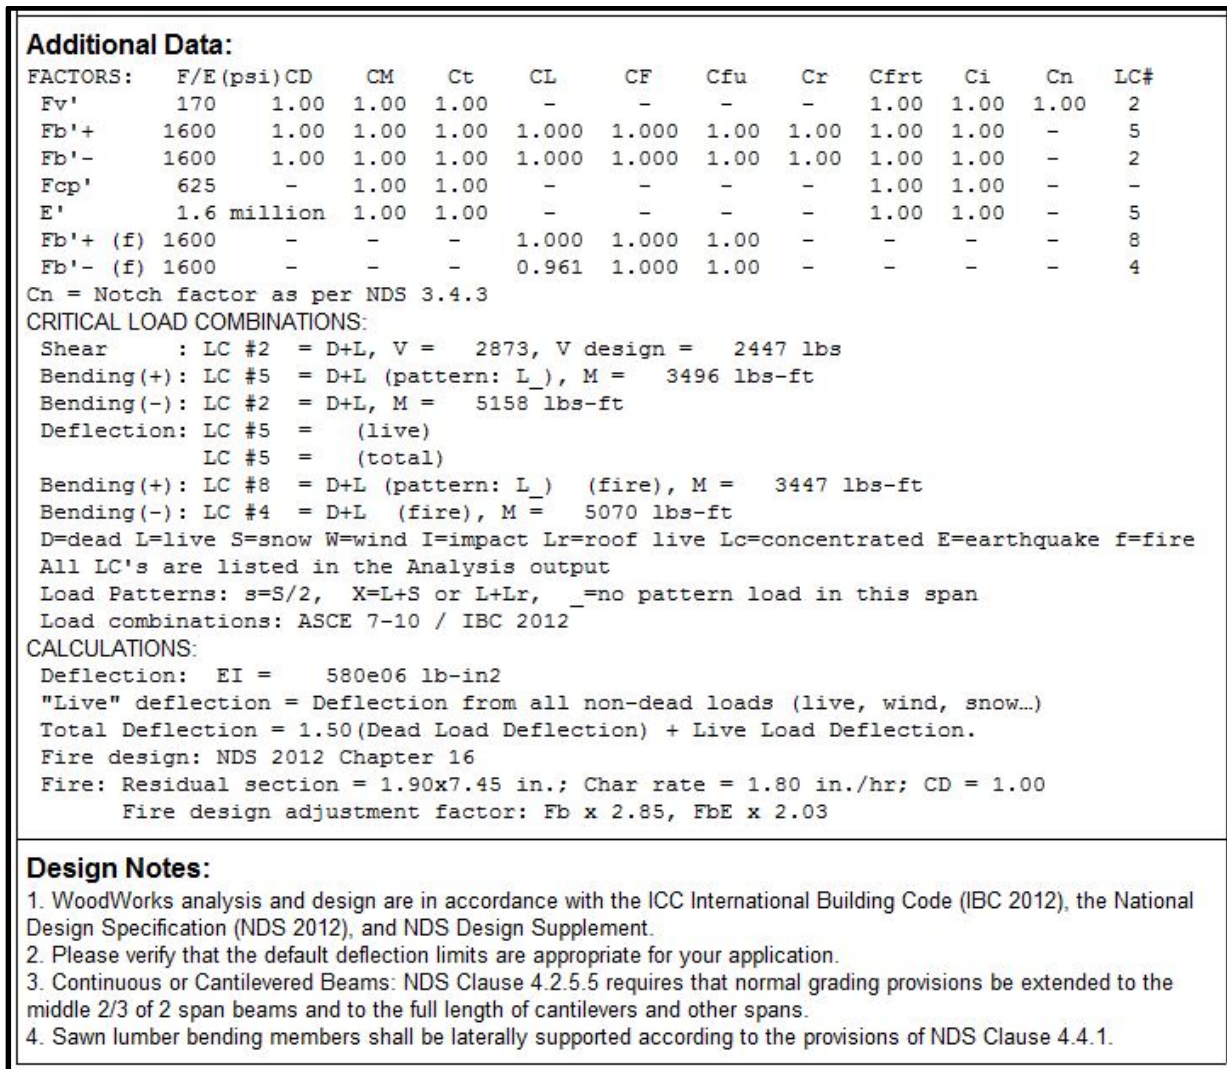 Additional Data:
FACTORS: F/E(psi)CD CM Ct CL CF Cfu Cr Cfrt Ci Cn LC#
Fv' 170 1.00 1.00 1.00 - - - - 1.00 1.00 1.00 2
Fb'+ 1600 1.00 1.00 1.00 1.000 1.000 1.00 1.00 1.00 1.00 - 5
Fb'- 1600 1.00 1.00 1.00 1.000 1.000 1.00 1.00 1.00 1.00 - 2
Fcp' 625 - 1.00 1.00 - - - - 1.00 1.00 - -
E' 1.6 million 1.00 1.00 - - - - 1.00 1.00 - 5
Fb'+ (f) 1600 - - - 1.000 1.000 1.00 - - - - 8
Fb'- (f) 1600 - - - 0.961 1.000 1.00 - - - - 4
Cn = Notch factor as per NDS 3.4.3
CRITICAL LOAD COMBINATIONS:
Shear : LC #2 = D+L, V = 2873, V design = 2447 lbs
Bending(+): LC #5 = D+L (pattern: L_), M = 3496 lbs-ft
Bending(-): LC #2 = D+L, M = 5158 lbs-ft
Deflection: LC #5 = (live)
LC #5 = (total)
Bending(+): LC #8 = D+L (pattern: L_) (fire), M = 3447 lbs-ft
Bending(-): LC #4 = D+L (fire), M = 5070 lbs-ft
D=dead L=live S=snow W=wind I=impact Lr=roof live Lc=concentrated E=earthquake f=fire
All LC's are listed in the Analysis output
Load Patterns: s=S/2, X=L+S or L+Lr, _=no pattern load in this span
Load combinations: ASCE 7-10 / IBC 2012
CALCULATIONS:
Deflection: EI = 580e06 lb-in2
"Live" deflection = Deflection from all non-dead loads (live, wind, snow…)
Total Deflection = 1.50(Dead Load Deflection) + Live Load Deflection.
Fire design: NDS 2012 Chapter 16
Fire: Residual section = 1.90x7.45 in.; Char rate = 1.80 in./hr; CD = 1.00
Fire design adjustment factor: Fb x 2.85, FbE x 2.03
Design Notes:
1. WoodWorks analysis and design are in accordance with the ICC International Building Code (IBC 2012), the National
Design Specification (NDS 2012), and NDS Design Supplement.
2. Please verify that the default deflection limits are appropriate for your application.
3. Continuous or Cantilevered Beams: NDS Clause 4.2.5.5 requires that normal grading provisions be extended to the
middle 2/3 of 2 span beams and to the full length of cantilevers and other spans.
4. Sawn lumber bending members shall be laterally supported according to the provisions of NDS Clause 4.4.1.